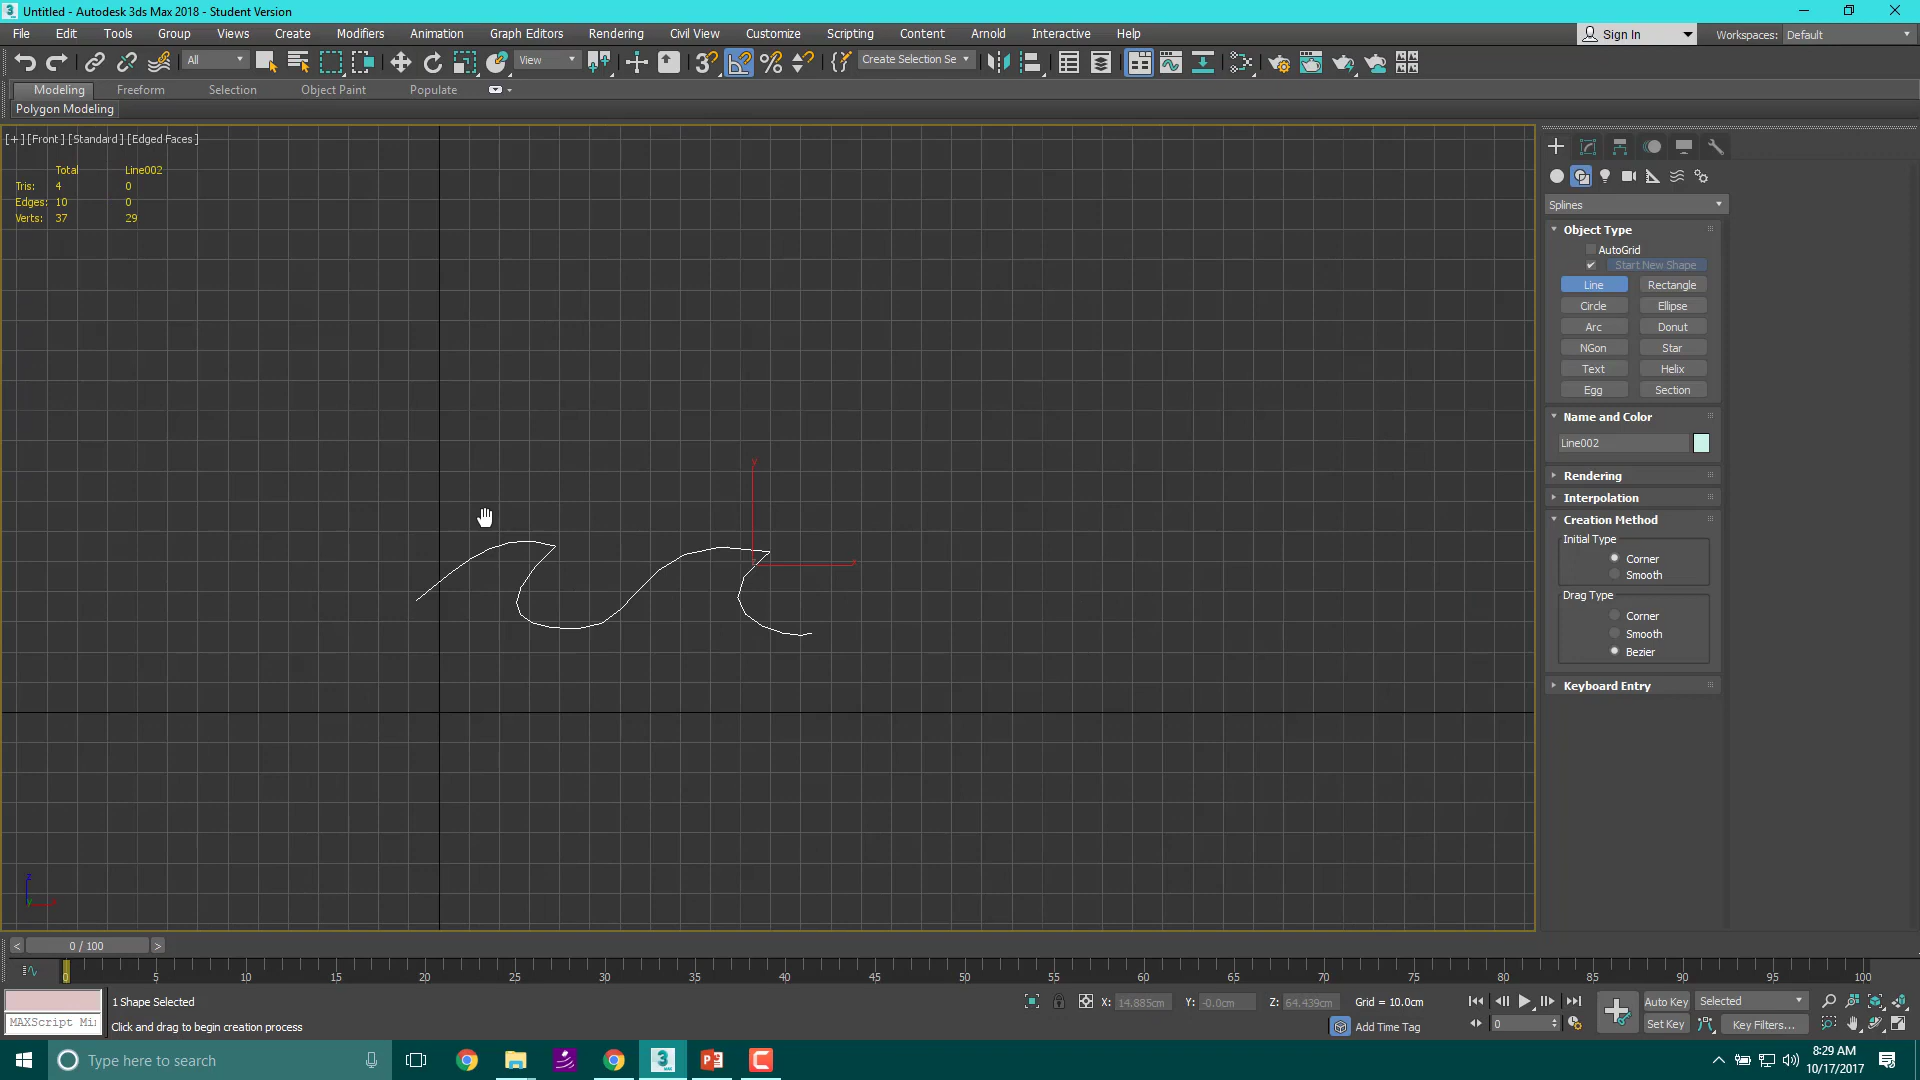 Untitled - Autodesk 3ds Max 2018 - Student Version
File Edit Tools Group Views Create Modifiers Animation Graph Editors Rendering Civil View Customize Scripting Content Arnold Interactive Help
Sign In Workspaces: Default
All View Create Selection Se
Modeling Freeform Selection Object Paint Populate
Polygon Modeling
[+] [Front] [Standard] [Edged Faces]
Total Line002
Tris: 4 0
Edges: 10 0
Verts: 37 29
Splines
Object Type
AutoGrid
Start New Shape
Line Rectangle
Circle Ellipse
Arc Donut
NGon Star
Text Helix
Egg Section
Name and Color
Line002
Rendering
Interpolation
Creation Method
Initial Type
Corner
Smooth
Drag Type
Corner
Smooth
Bezier
Keyboard Entry
y
x
z
y x
< 0 / 100 >
0 5 10 15 20 25 30 35 40 45 50 55 60 65 70 75 80 85 90 95 100
1 Shape Selected X: 14.885cm Y: -0.0cm Z: 64.439cm Grid = 10.0cm Auto Key Selected
MAXScript Mi Click and drag to begin creation process Add Time Tag 0 Set Key Key Filters...
Type here to search
8:29 AM
10/17/2017